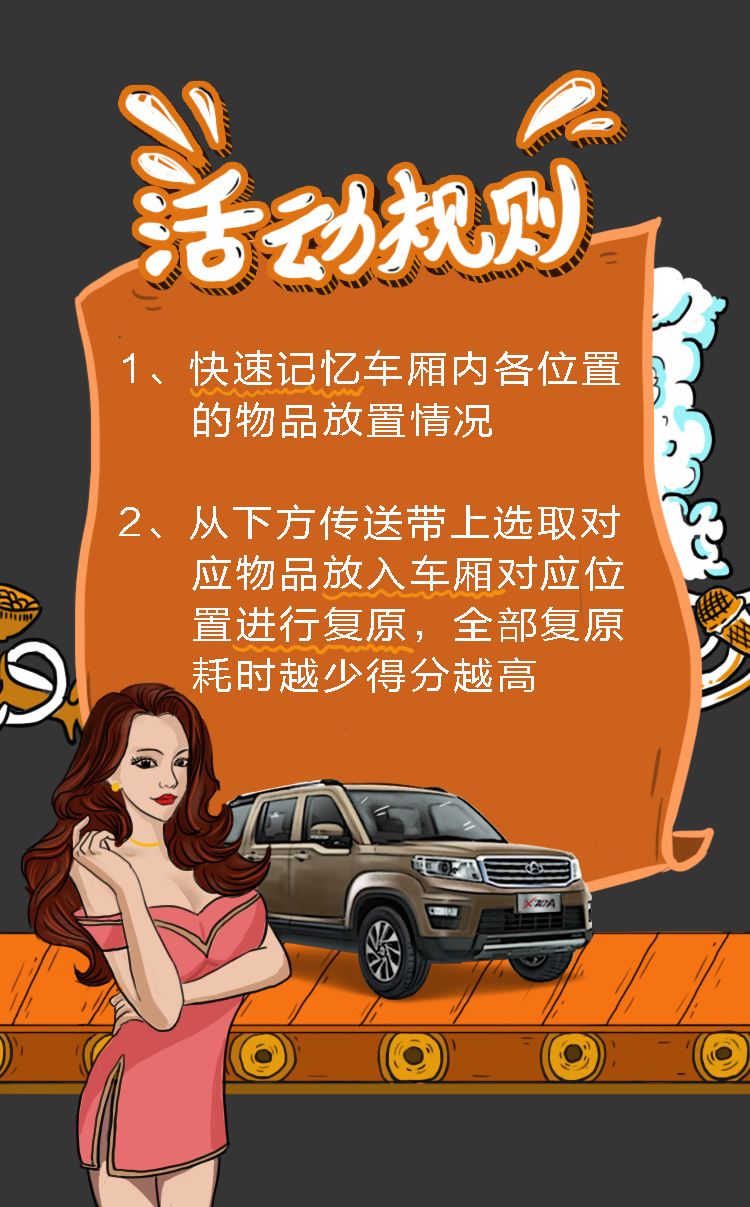 活动规则
1、快速记忆车厢内各位置
的物品放置情况
2、从下方传送带上选取对
应物品放入车厢对应位
置进行复原，全部复原
耗时越少得分越高